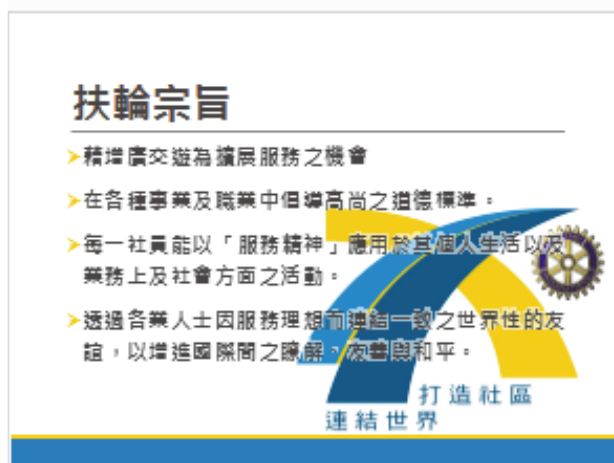 扶輪宗旨
藉增廣交遊為擴展服務之機會
在各種事業及職業中倡導高尚之道德標準。
每一社員能以「服務精神」應用於其個人生活以及
業務上及社會方面之活動。
透過各業人士因服務理想而連結一致之世界性的友
誼，以增進國際間之瞭解，友善與和平。
打造社區
連結世界